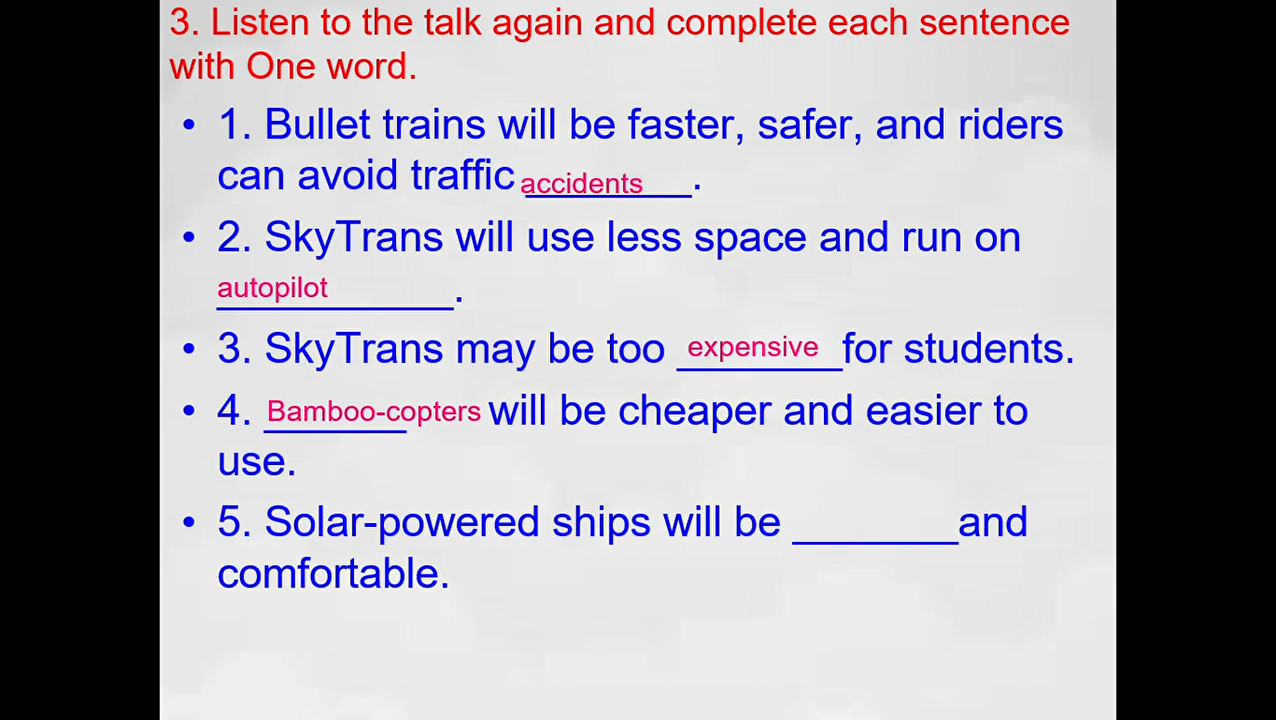 3. Listen to the talk again and complete each sentence
with One word.
• 1. Bullet trains will be faster, safer, and riders
can avoid traffic accidents.
• 2. SkyTrans will use less space and run on
autopilot.
• 3. SkyTrans may be too expensive for students.
• 4. Bamboo-copters will be cheaper and easier to
use.
• 5. Solar-powered ships will be ________and
comfortable.